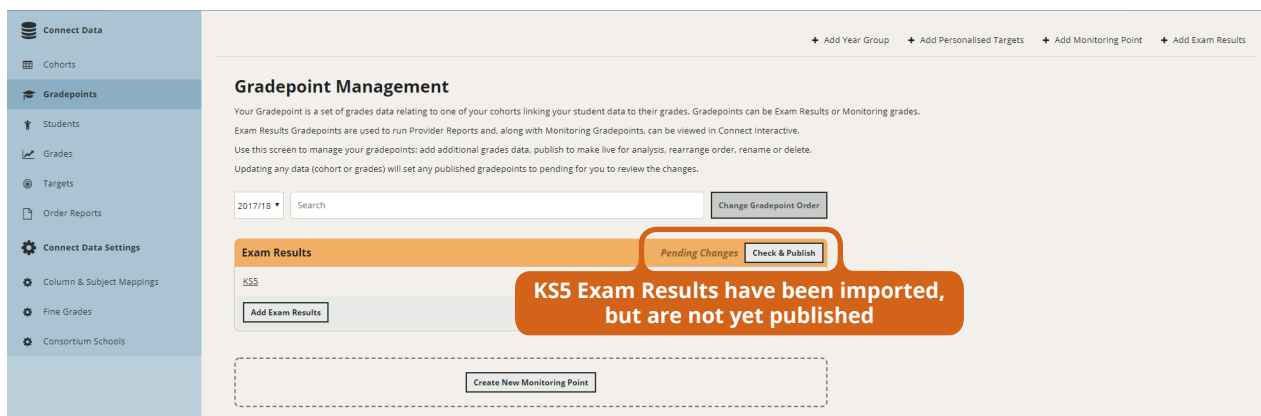 Connect Data
Cohorts
Gradepoints
Students
Grades
Targets
Order Reports
Connect Data Settings
Column & Subject Mappings
Fine Grades
Consortium Schools
+ Add Year Group + Add Personalised Targets + Add Monitoring Point + Add Exam Results
Gradepoint Management
Your Gradepoint is a set of grades data relating to one of your cohorts linking your student data to their grades. Gradepoints can be Exam Results or Monitoring grades.
Exam Results Gradepoints are used to run Provider Reports and, along with Monitoring Gradepoints, can be viewed in Connect Interactive.
Use this screen to manage your gradepoints: add additional grades data, publish to make live for analysis, rearrange order, rename or delete.
Updating any data (cohort or grades) will set any published gradepoints to pending for you to review the changes.
2017/18 Search Change Gradepoint Order
Exam Results Pending Changes Check & Publish
KS5
Add Exam Results
KS5 Exam Results have been imported,
but are not yet published
Create New Monitoring Point